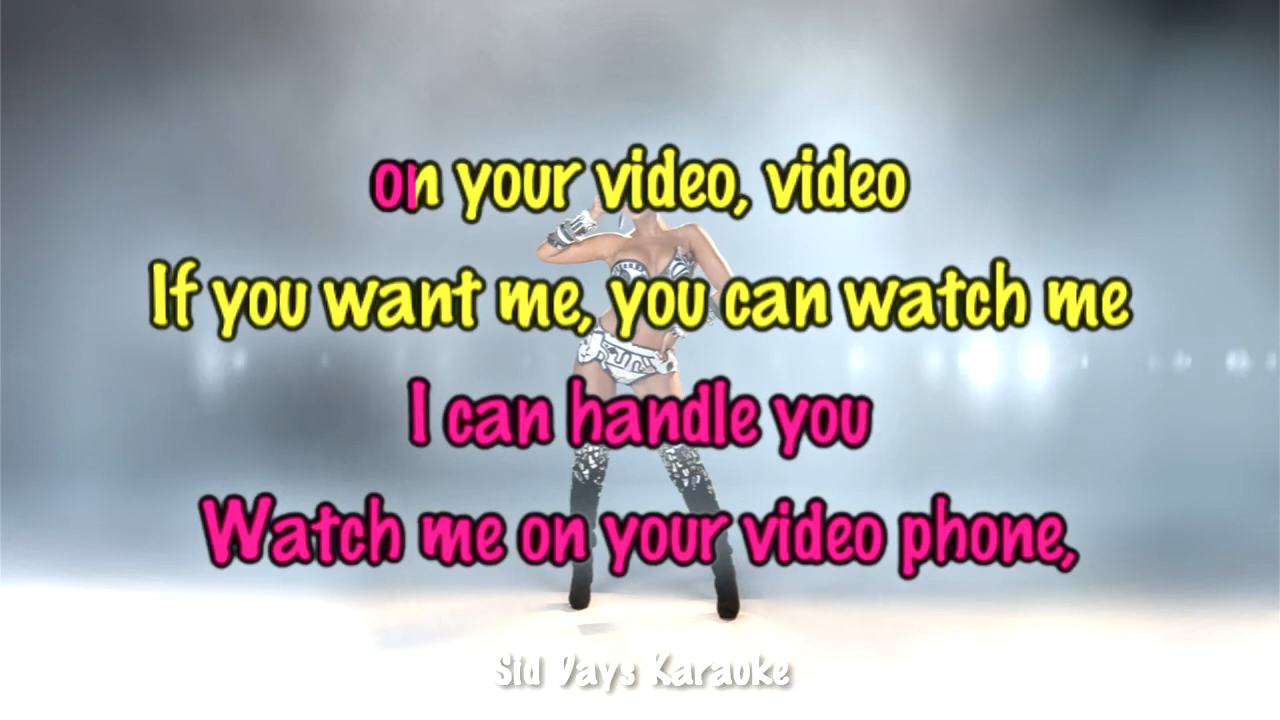 on your video, video
If you want me, you can watch me
I can handle you
Watch me on your video phone,
Sid Days Karaoke